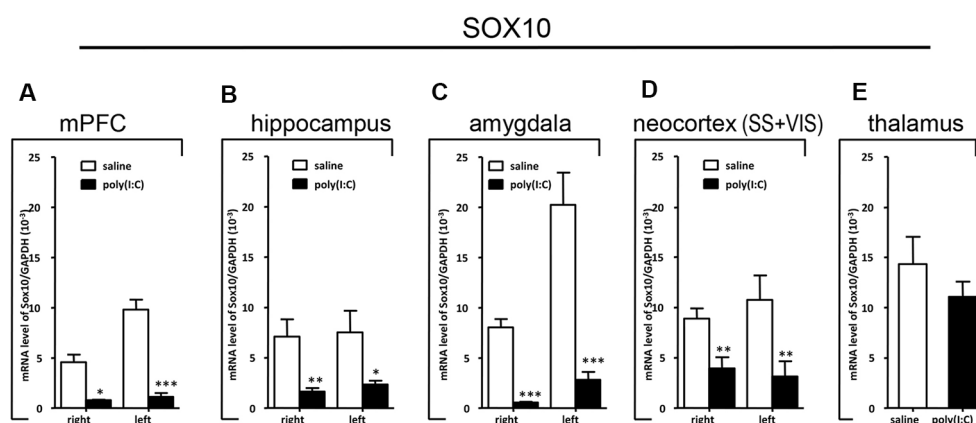 SOX10
A
mPFC
25
20
15
10
5
0
mRNA level of Sox10/GAPDH (10⁻³)
saline
poly(I:C)
*
***
right
left
B
hippocampus
25
20
15
10
5
0
mRNA level of Sox10/GAPDH (10⁻³)
saline
poly(I:C)
**
*
right
left
C
amygdala
25
20
15
10
5
0
mRNA level of Sox10/GAPDH (10⁻³)
saline
poly(I:C)
***
***
right
left
D
neocortex (SS+VIS)
25
20
15
10
5
0
mRNA level of Sox10/GAPDH (10⁻³)
saline
poly(I:C)
**
**
right
left
E
thalamus
25
20
15
10
5
0
mRNA level of Sox10/GAPDH (10⁻³)
saline
poly(I:C)